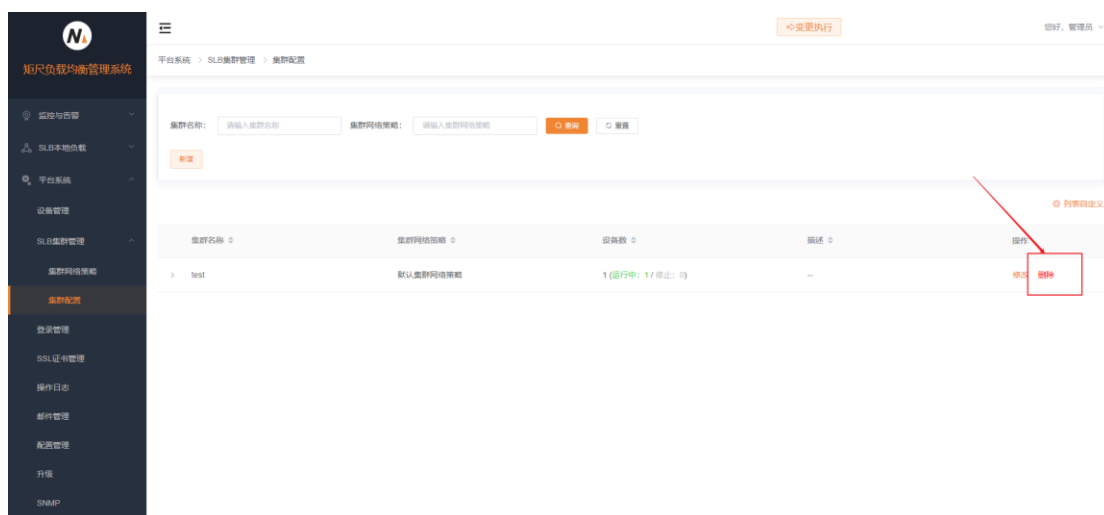 变更执行
您好，管理员
矩尺负载均衡管理系统
平台系统 > SLB集群管理 > 集群配置
监控与告警
SLB本地负载
平台系统
设备管理
SLB集群管理
集群网络策略
集群配置
登录管理
SSL证书管理
操作日志
邮件管理
配置管理
升级
SNMP
集群名称： 请输入集群名称 集群网络策略： 请输入集群网络策略 查询 重置
新增
列表自定义
集群名称 集群网络策略 设备数 描述 操作
> test 默认集群网络策略 1 (运行中：1 / 停止：0) -- 修改 删除